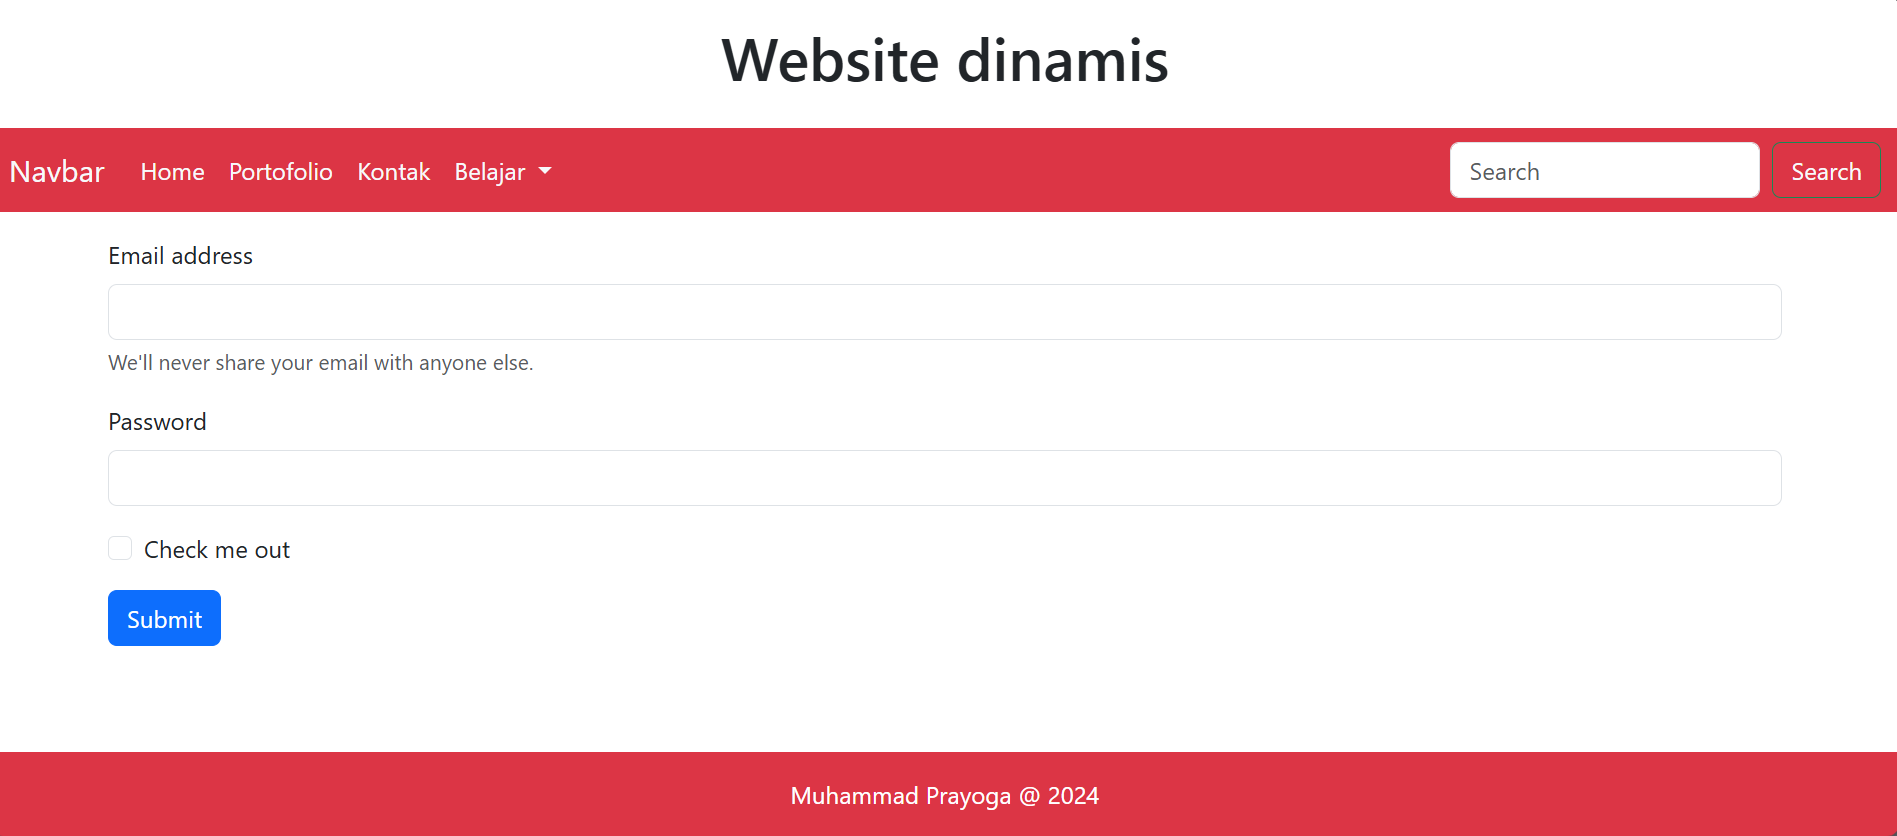 Website dinamis
Navbar Home Portofolio Kontak Belajar Search Search
Email address
We'll never share your email with anyone else.
Password
Check me out
Submit
Muhammad Prayoga @ 2024